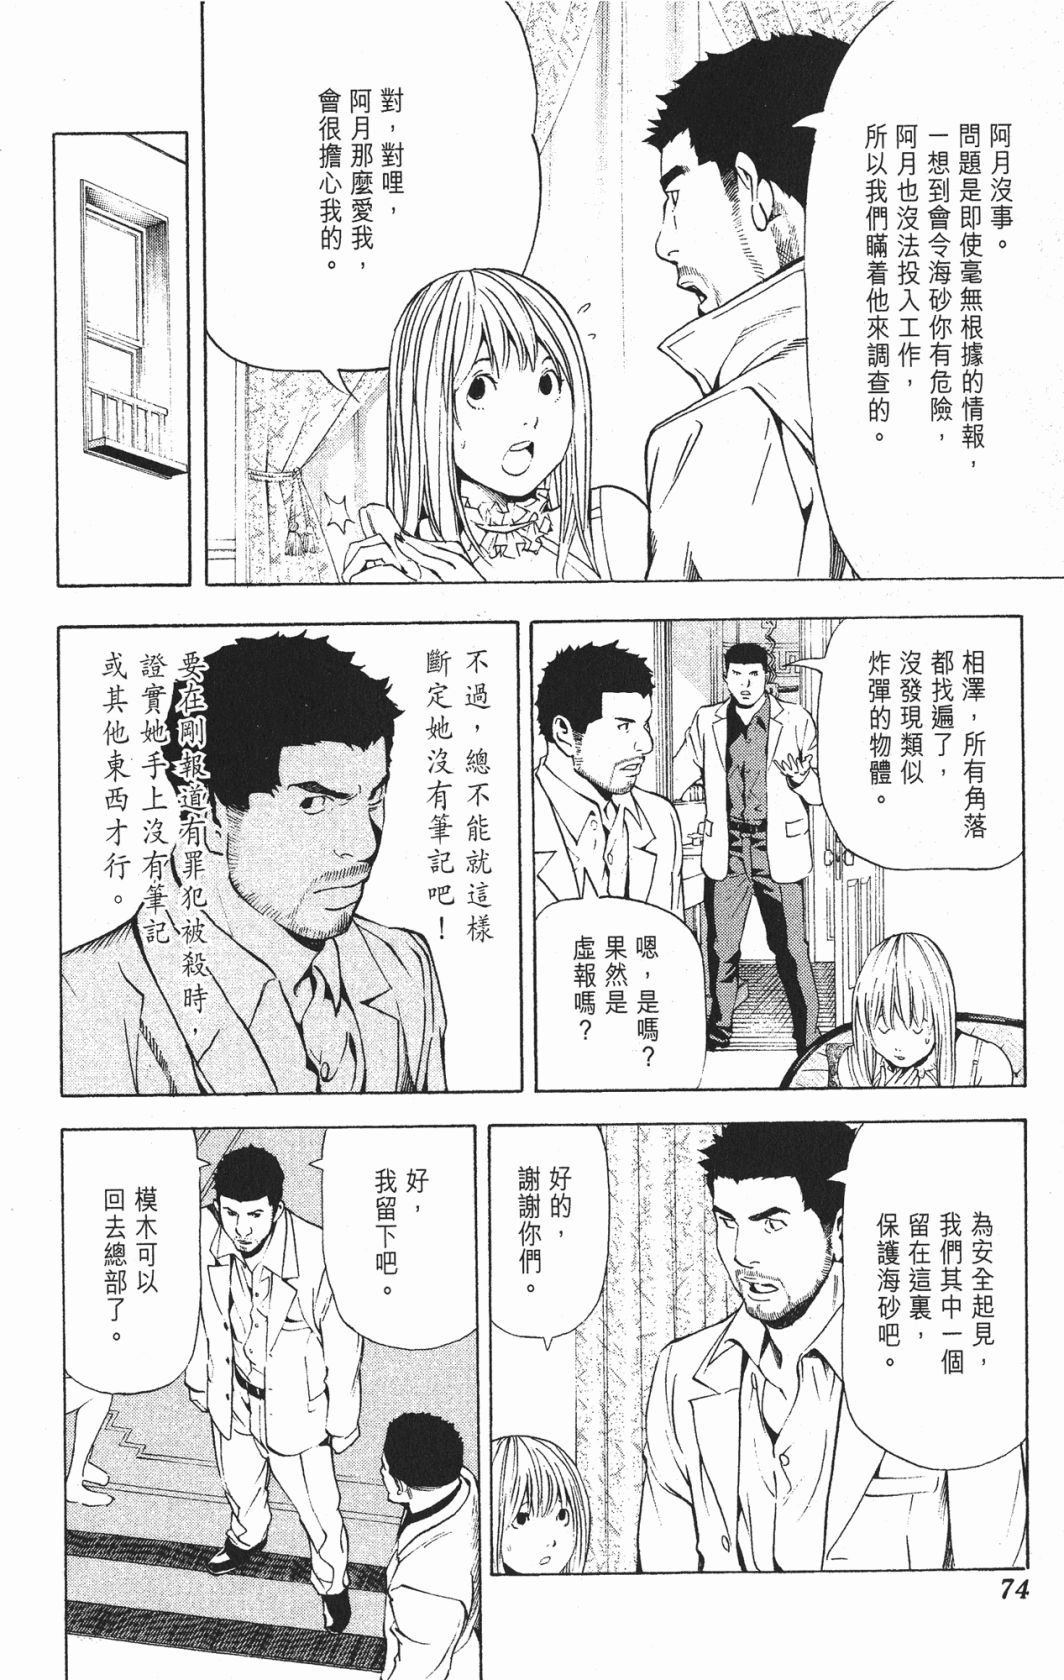 阿月沒事。
問題是即使毫無根據的情報，
一想到會令海砂你有危險，
阿月也沒法投入工作，
所以我們瞞着他來調查的。
對，對哩，
阿月那麼愛我，
會很擔心我的。
相澤，所有角落
都找遍了，
沒發現類似
炸彈的物體。
嗯，是嗎？
果然是
虛報嗎？
不過，總不能就這樣
斷定她沒有筆記吧！
要在剛報道有罪犯被殺時，
證實她手上沒有筆記
或其他東西才行。
為安全起見，
我們其中一個
留在這裏，
保護海砂吧。
好的，
謝謝你們。
好，
我留下吧。
模木可以
回去總部了。
74